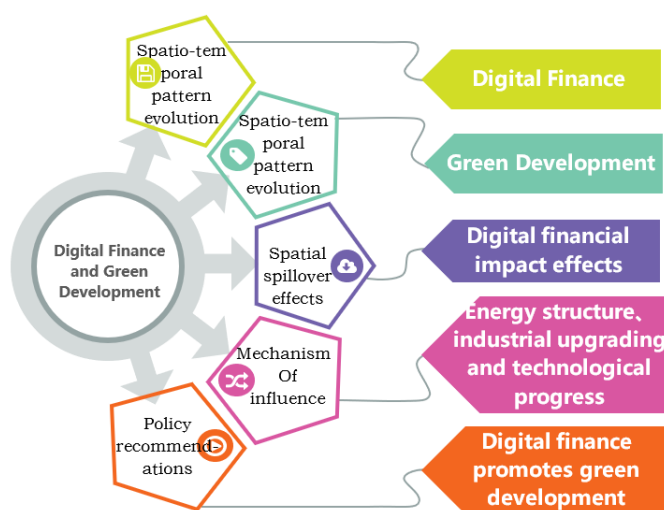 Spatio-tem
poral
pattern
evolution
Digital Finance
Spatio-tem
poral
pattern
evolution
Green Development
Digital Finance
and Green
Development
Spatial
spillover
effects
Digital financial
impact effects
Mechanism
Of
influence
Energy structure、
industrial upgrading
and technological
progress
Policy
recommend-
ations
Digital finance
promotes green
development